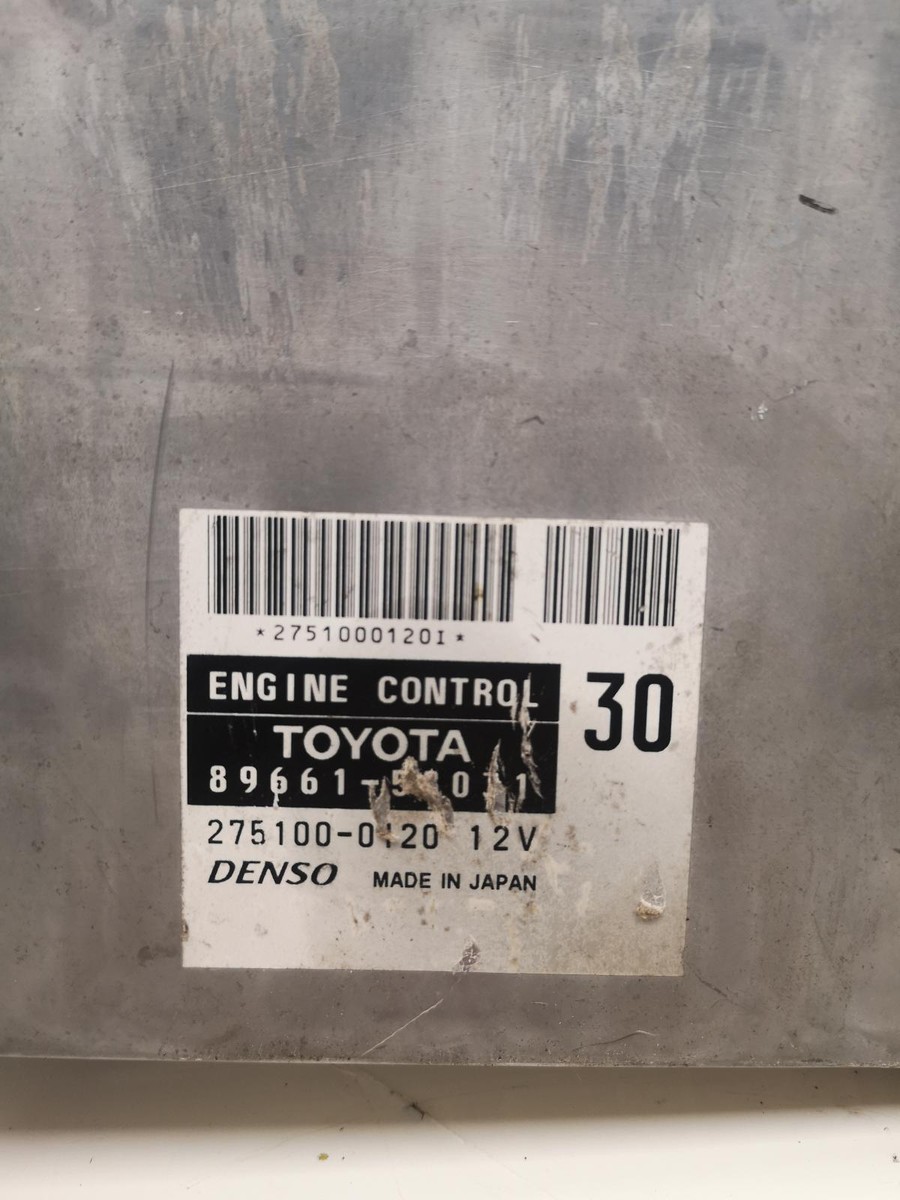 *2751000120I*
ENGINE CONTROL
30
TOYOTA
275100-0120 12V
DENSO MADE IN JAPAN